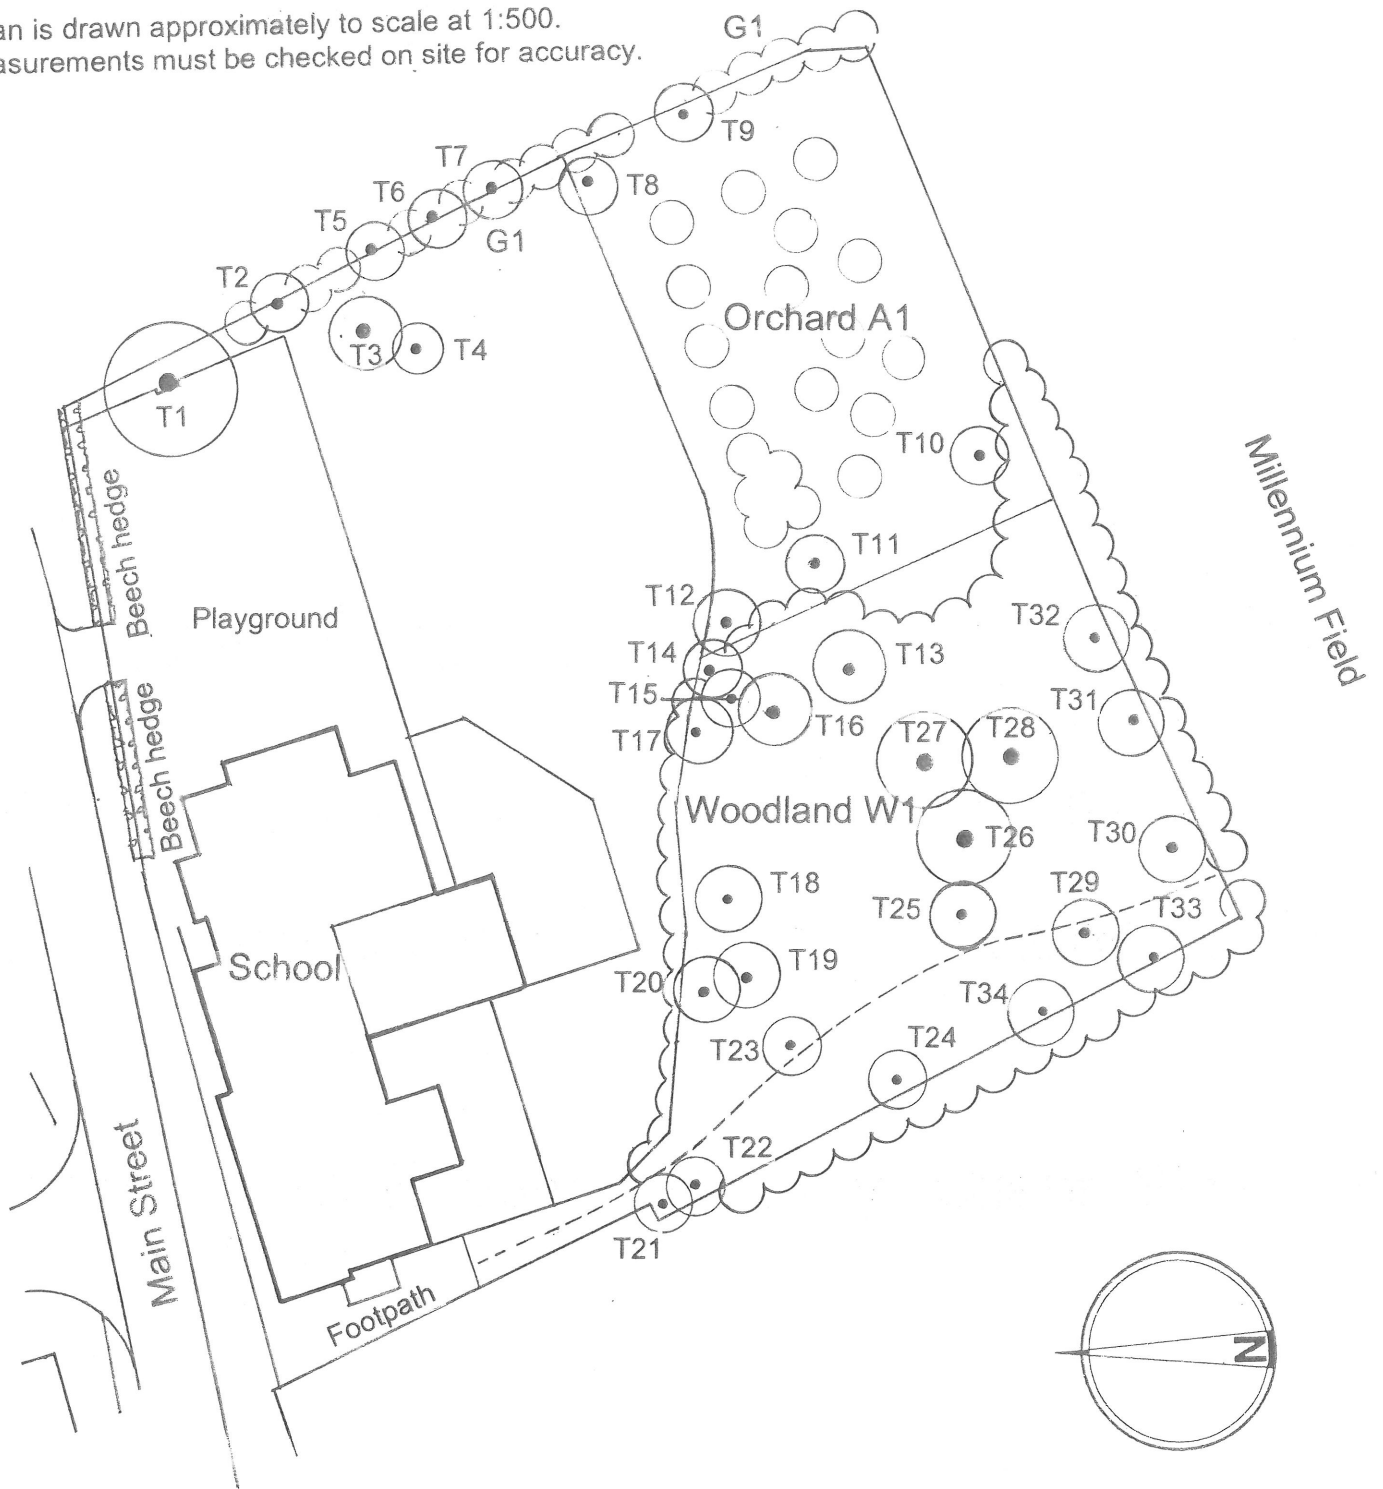 an is drawn approximately to scale at 1:500.
asurements must be checked on site for accuracy.
G1
T9
T7
T8
T6
T5
G1
T2
T3
T4
Orchard A1
T1
T10
Beech hedge
Millennium Field
T11
T12
Playground
T32
T14
T13
T15
T31
T16
T17
T27
T28
Beech hedge
Woodland W1
T26
T30
T18
T29
T25
T33
School
T19
T20
T34
T23
T24
T22
Main Street
T21
Footpath
N